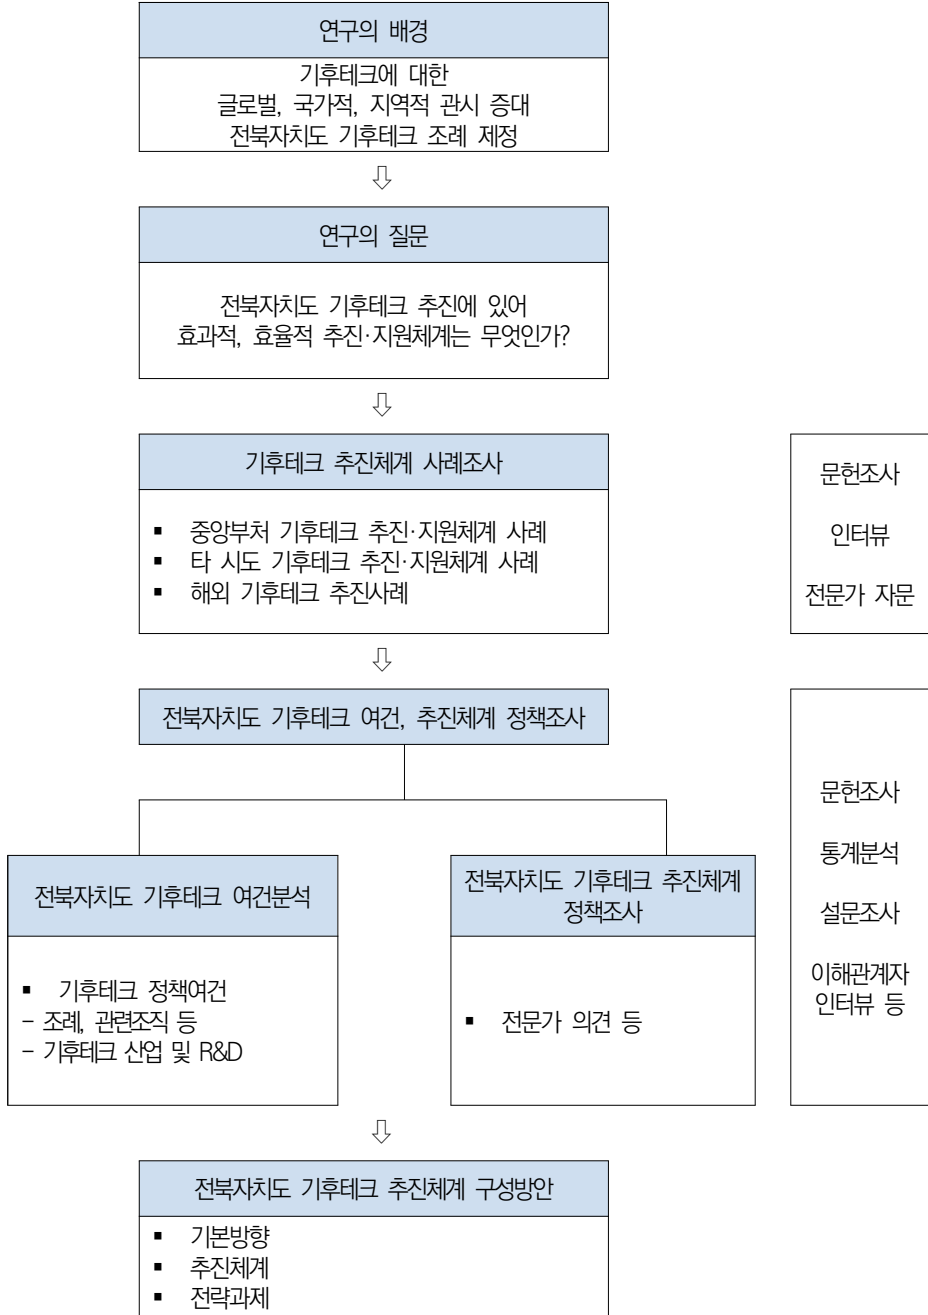 연구의 배경
기후테크에 대한
글로벌, 국가적, 지역적 관시 증대
전북자치도 기후테크 조례 제정
⇩
연구의 질문
전북자치도 기후테크 추진에 있어
효과적, 효율적 추진·지원체계는 무엇인가?
⇩
기후테크 추진체계 사례조사
▪ 중앙부처 기후테크 추진·지원체계 사례
▪ 타 시도 기후테크 추진·지원체계 사례
▪ 해외 기후테크 추진사례
문헌조사
인터뷰
전문가 자문
⇩
전북자치도 기후테크 여건, 추진체계 정책조사
전북자치도 기후테크 여건분석
▪ 기후테크 정책여건
- 조례, 관련조직 등
- 기후테크 산업 및 R&D
전북자치도 기후테크 추진체계
정책조사
▪ 전문가 의견 등
문헌조사
통계분석
설문조사
이해관계자
인터뷰 등
⇩
전북자치도 기후테크 추진체계 구성방안
▪ 기본방향
▪ 추진체계
▪ 전략과제